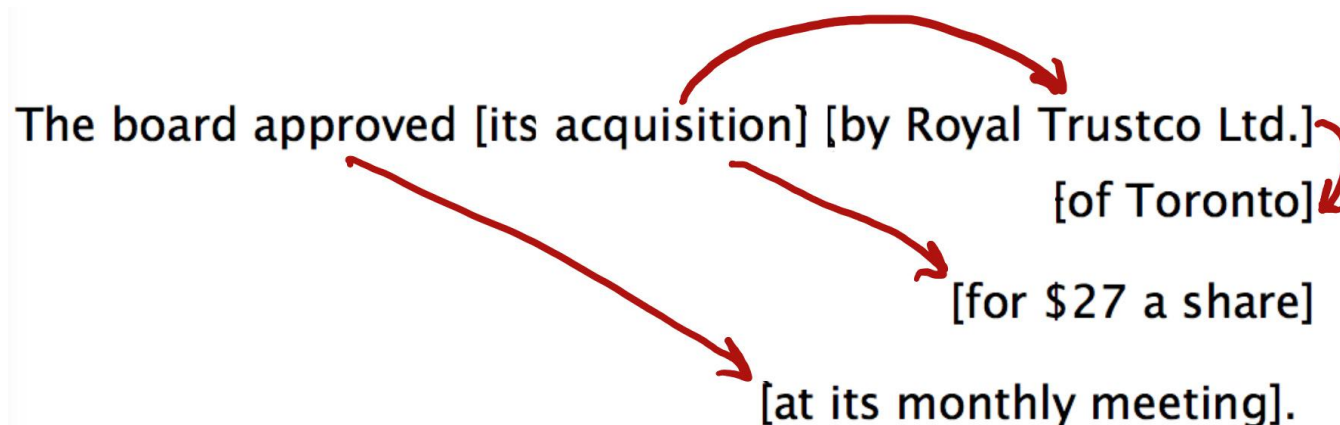 The board approved [its acquisition] [by Royal Trustco Ltd.]
[of Toronto]
[for $27 a share]
[at its monthly meeting].